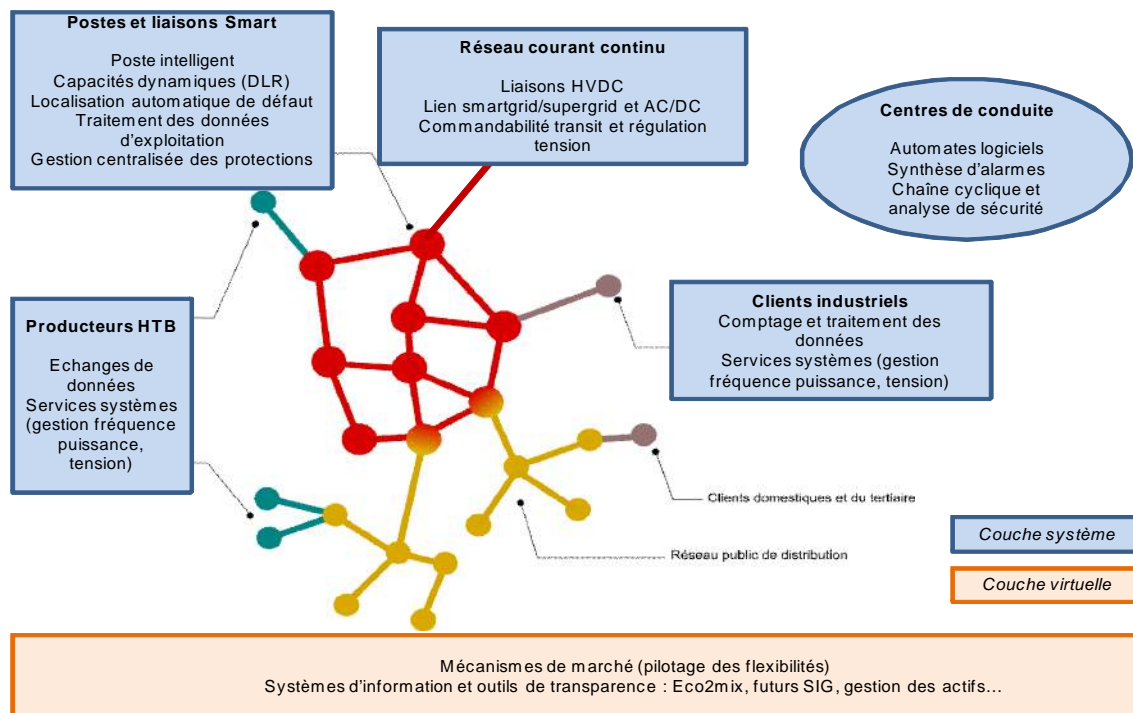 Postes et liaisons Smart
Poste intelligent
Capacités dynamiques (DLR)
Localisation automatique de défaut
Traitement des données
d'exploitation
Gestion centralisée des protections
Réseau courant continu
Liaisons HVDC
Lien smartgrid/supergrid et AC/DC
Commandabilité transit et régulation
tension
Centres de conduite
Automates logiciels
Synthèse d'alarmes
Chaîne cyclique et
analyse de sécurité
Producteurs HTB
Echanges de
données
Services systèmes
(gestion fréquence
puissance,
tension)
Clients industriels
Comptage et traitement des
données
Services systèmes (gestion
fréquence puissance, tension)
Clients domestiques et du tertiaire
Réseau public de distribution
Couche système
Couche virtuelle
Mécanismes de marché (pilotage des flexibilités)
Systèmes d'information et outils de transparence : Eco2mix, futurs SIG, gestion des actifs…